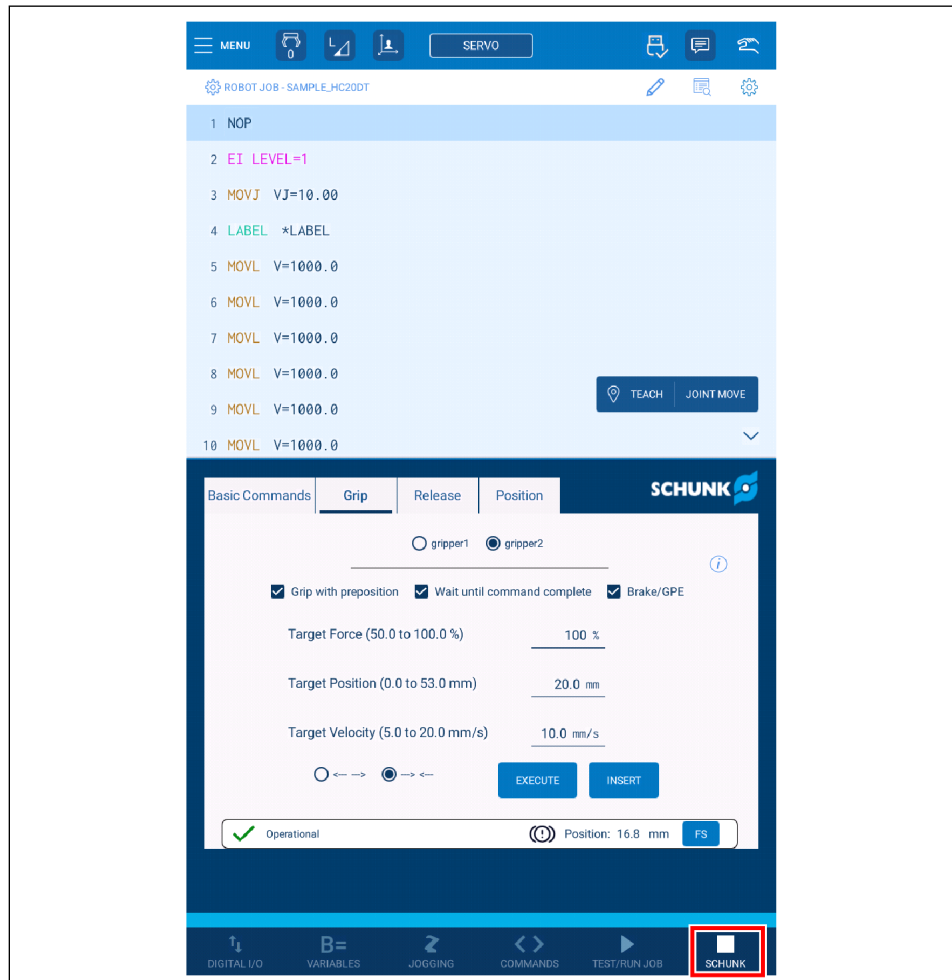 MENU
0
L
SERVO
ROBOT JOB - SAMPLE_HC20DT
1 NOP
2 EI LEVEL=1
3 MOVJ VJ=10.00
4 LABEL *LABEL
5 MOVL V=1000.0
6 MOVL V=1000.0
7 MOVL V=1000.0
8 MOVL V=1000.0
TEACH JOINT MOVE
9 MOVL V=1000.0
10 MOVL V=1000.0
Basic Commands Grip Release Position SCHUNK
gripper1 gripper2
i
Grip with preposition Wait until command complete Brake/GPE
Target Force (50.0 to 100.0 %) 100 %
Target Position (0.0 to 53.0 mm) 20.0 mm
Target Velocity (5.0 to 20.0 mm/s) 10.0 mm/s
<--- ---> ---> <--- EXECUTE INSERT
Operational Position: 16.8 mm FS
B=
DIGITAL I/O VARIABLES JOGGING COMMANDS TEST/RUN JOB SCHUNK